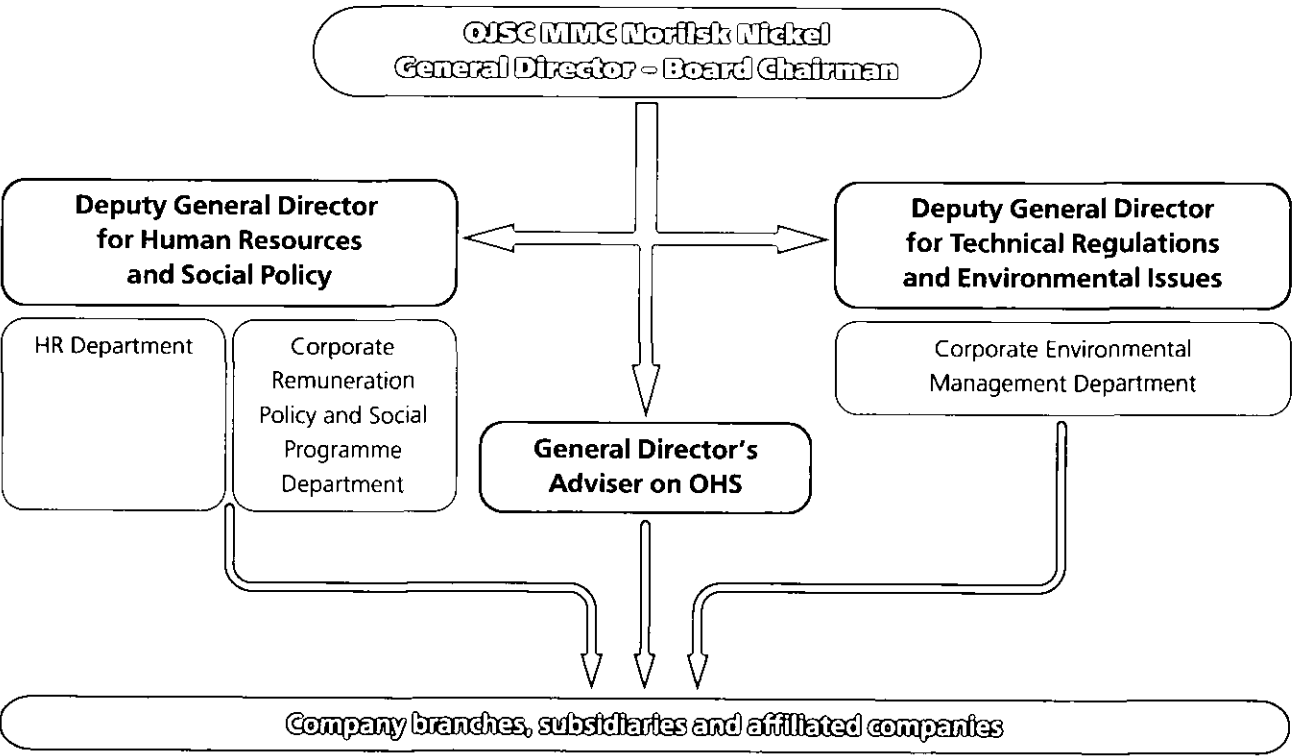 OJSC MMC Norilsk Nickel
General Director – Board Chairman
Deputy General Director
for Human Resources
and Social Policy
Deputy General Director
for Technical Regulations
and Environmental Issues
HR Department
Corporate
Remuneration
Policy and Social
Programme
Department
Corporate Environmental
Management Department
General Director's
Adviser on OHS
Company branches, subsidiaries and affiliated companies